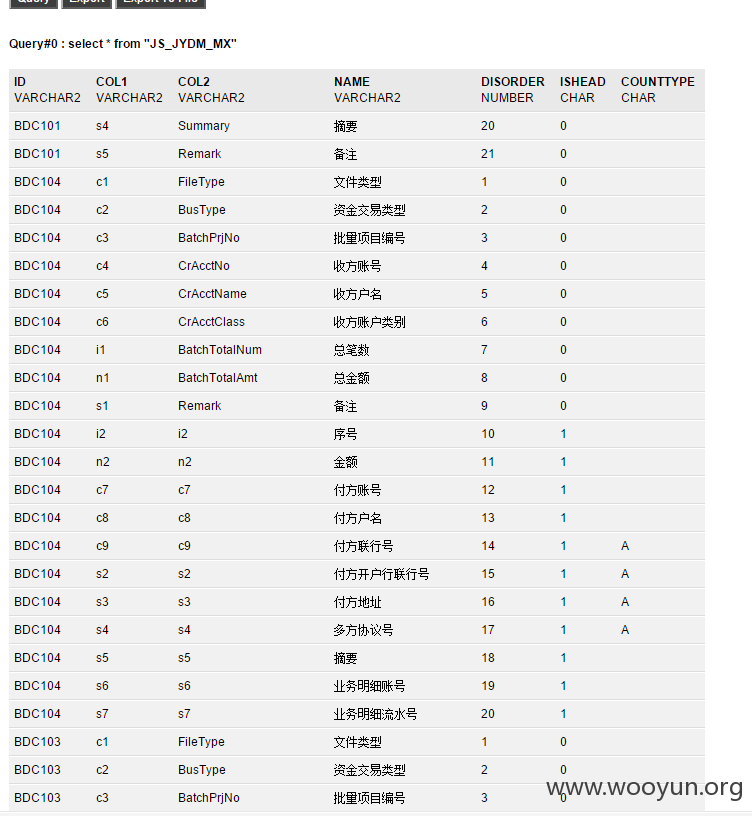 Query Export Export To File
Query#0 : select * from "JS_JYDM_MX"
ID COL1 COL2 NAME DISORDER ISHEAD COUNTTYPE
VARCHAR2 VARCHAR2 VARCHAR2 VARCHAR2 NUMBER CHAR CHAR
BDC101 s4 Summary 摘要 20 0
BDC101 s5 Remark 备注 21 0
BDC104 c1 FileType 文件类型 1 0
BDC104 c2 BusType 资金交易类型 2 0
BDC104 c3 BatchPrjNo 批量项目编号 3 0
BDC104 c4 CrAcctNo 收方账号 4 0
BDC104 c5 CrAcctName 收方户名 5 0
BDC104 c6 CrAcctClass 收方账户类别 6 0
BDC104 i1 BatchTotalNum 总笔数 7 0
BDC104 n1 BatchTotalAmt 总金额 8 0
BDC104 s1 Remark 备注 9 0
BDC104 i2 i2 序号 10 1
BDC104 n2 n2 金额 11 1
BDC104 c7 c7 付方账号 12 1
BDC104 c8 c8 付方户名 13 1
BDC104 c9 c9 付方联行号 14 1 A
BDC104 s2 s2 付方开户行联行号 15 1 A
BDC104 s3 s3 付方地址 16 1 A
BDC104 s4 s4 多方协议号 17 1 A
BDC104 s5 s5 摘要 18 1
BDC104 s6 s6 业务明细账号 19 1
BDC104 s7 s7 业务明细流水号 20 1
BDC103 c1 FileType 文件类型 1 0
BDC103 c2 BusType 资金交易类型 2 0
www.wooyun.org
BDC103 c3 BatchPrjNo 批量项目编号 3 0